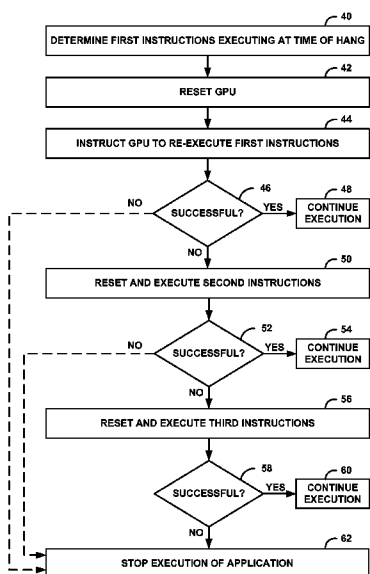 40
DETERMINE FIRST INSTRUCTIONS EXECUTING AT TIME OF HANG
42
RESET GPU
44
INSTRUCT GPU TO RE-EXECUTE FIRST INSTRUCTIONS
46
NO
SUCCESSFUL?
YES
48
CONTINUE
EXECUTION
NO
50
RESET AND EXECUTE SECOND INSTRUCTIONS
52
NO
SUCCESSFUL?
YES
54
CONTINUE
EXECUTION
NO
56
RESET AND EXECUTE THIRD INSTRUCTIONS
58
SUCCESSFUL?
YES
60
CONTINUE
EXECUTION
NO
62
STOP EXECUTION OF APPLICATION